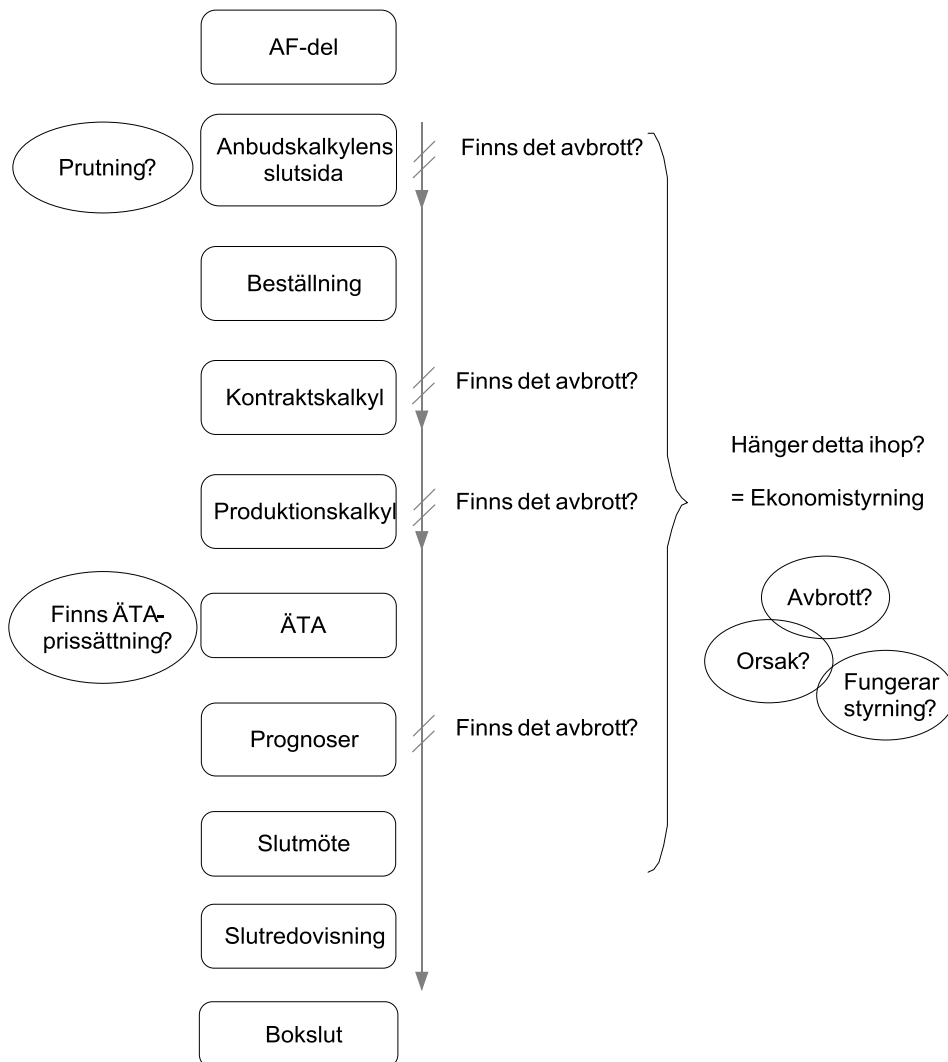 AF-del
Prutning?
Anbudskalkylens
slutsida
Finns det avbrott?
Beställning
Kontraktskalkyl
Finns det avbrott?
Produktionskalkyl
Finns det avbrott?
Hänger detta ihop?
= Ekonomistyrning
Finns ÄTA-
prissättning?
ÄTA
Avbrott?
Orsak?
Fungerar
styrning?
Prognoser
Finns det avbrott?
Slutmöte
Slutredovisning
Bokslut